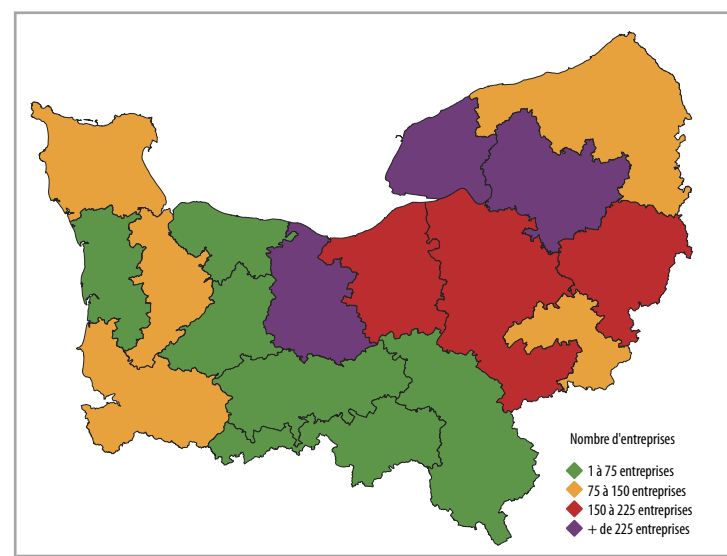 Nombre d'entreprises
1 à 75 entreprises
75 à 150 entreprises
150 à 225 entreprises
+ de 225 entreprises